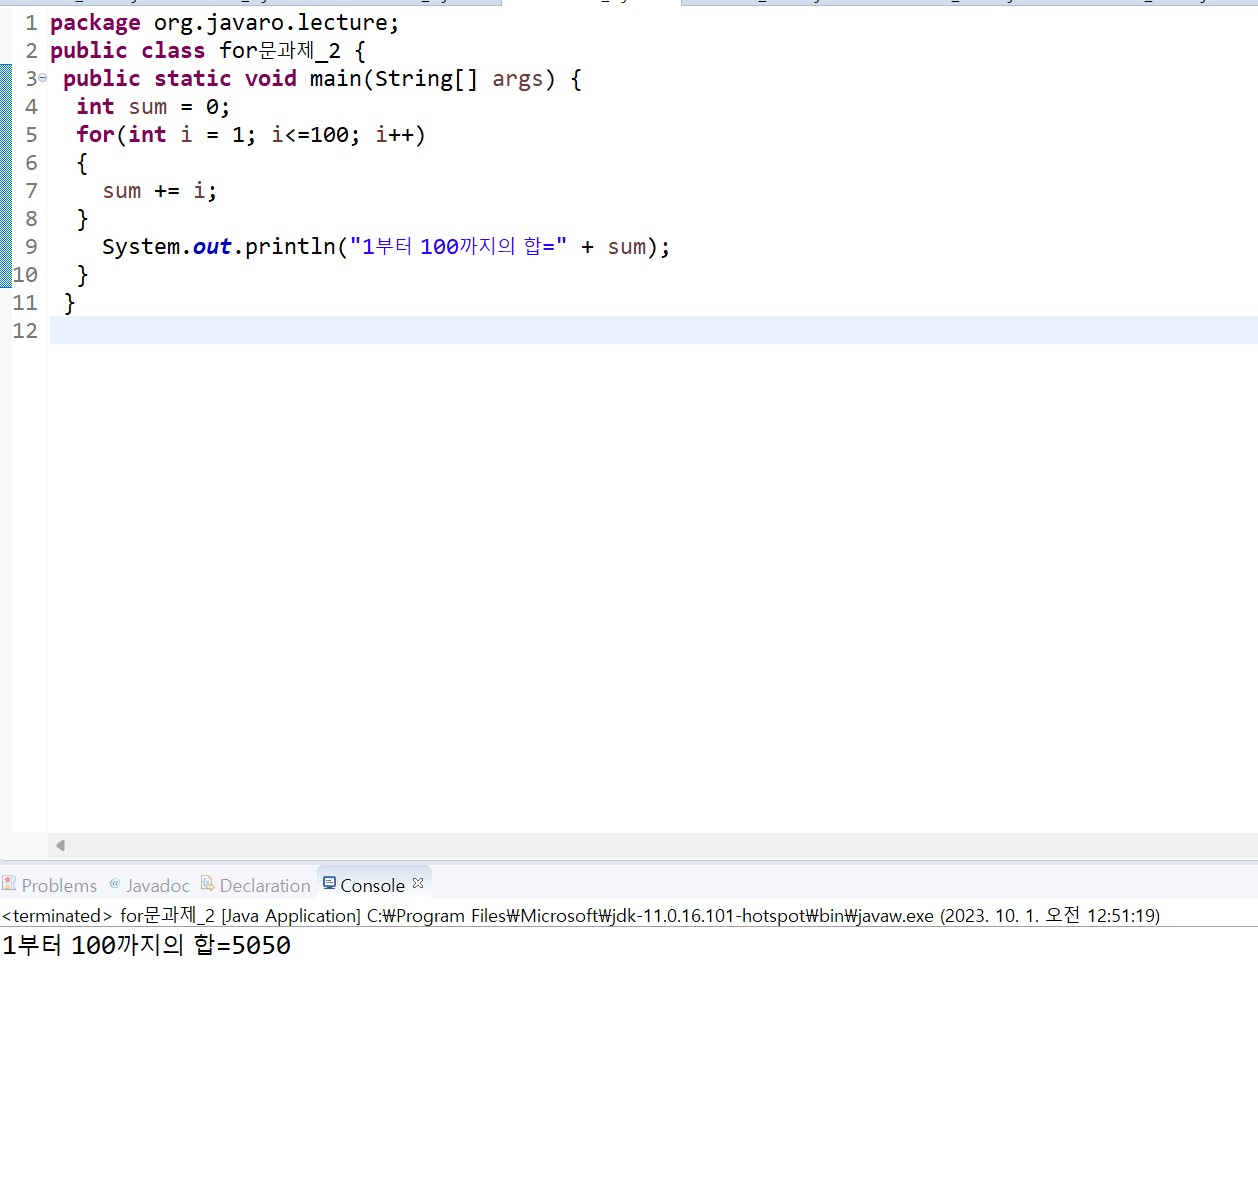 1 package org.javaro.lecture;
2 public class for문과제_2 {
3 public static void main(String[] args) {
4 int sum = 0;
5 for(int i = 1; i<=100; i++)
6 {
7 sum += i;
8 }
9 System.out.println("1부터 100까지의 합=" + sum);
10 }
11 }
12
Problems @ Javadoc Declaration Console
<terminated> for문과제_2 [Java Application] C:₩Program Files₩Microsoft₩jdk-11.0.16.101-hotspot₩bin₩javaw.exe (2023. 10. 1. 오전 12:51:19)
1부터 100까지의 합=5050